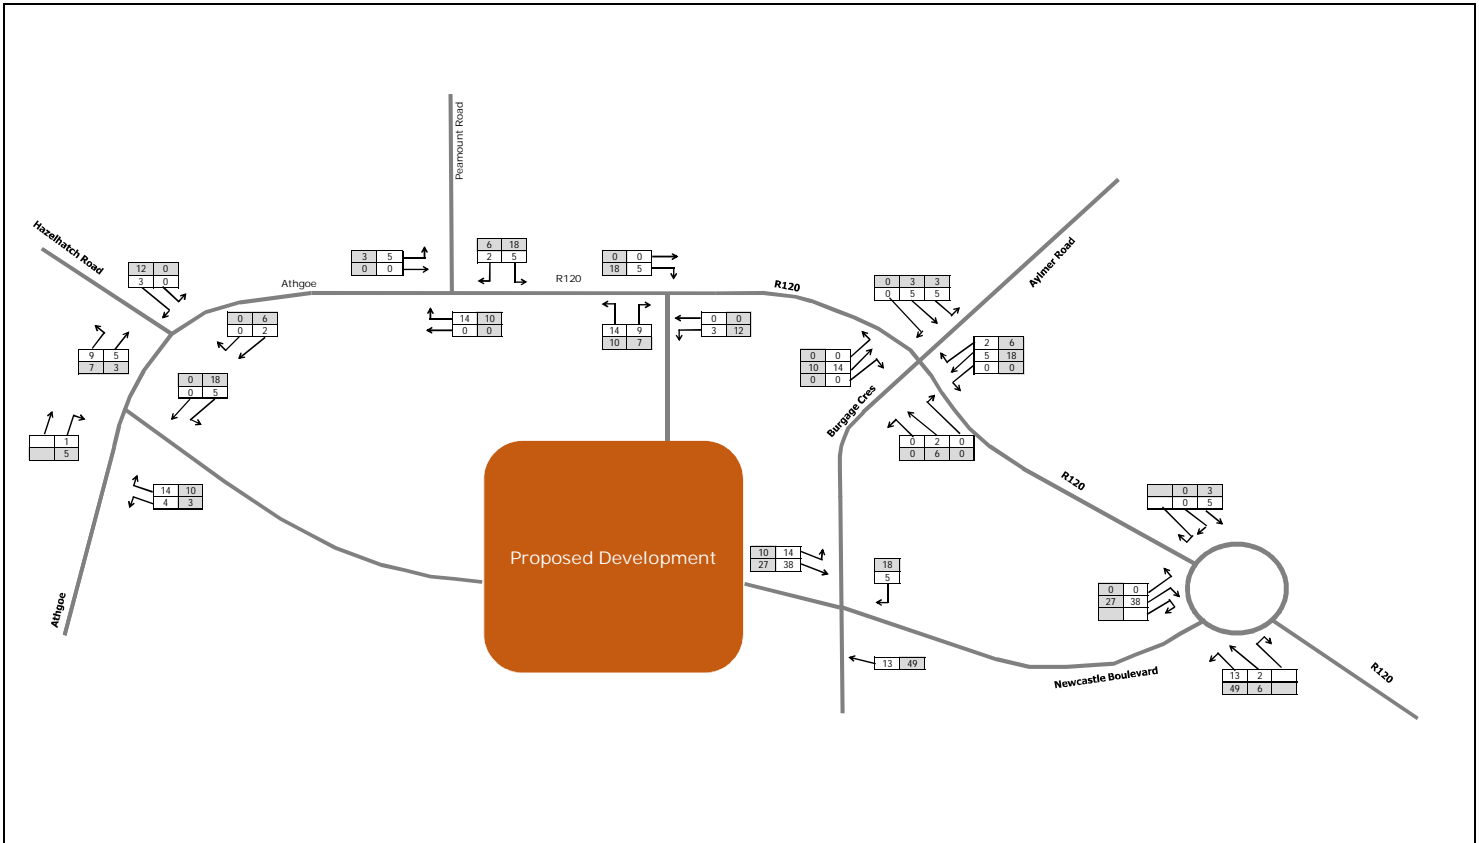 Peamount Road
Hazelhatch Road
6 18
2 5
3 5
0 0
0 0
18 5
12 0
3 0
Athgoe
R120
R120
Aylmer Road
0 3 3
0 5 5
0 6
0 2
14 10
0 0
14 9
10 7
0 0
3 12
9 5
7 3
0 0
10 14
0 0
2 6
5 18
0 0
0 18
0 5
Burgage Cres
1
5
0 2 0
0 6 0
R120
14 10
4 3
0 3
0 5
Proposed Development
10 14
27 38
18
5
0 0
27 38
Athgoe
13 49
Newcastle Boulevard
13 2
49 6
R120